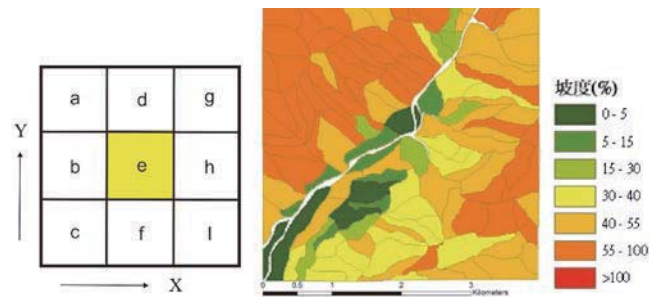 a d g
Y
b e h
c f I
X
坡度(%)
0 - 5
5 - 15
15 - 30
30 - 40
40 - 55
55 - 100
>100
0 0.5 1 2 3
Kilometers